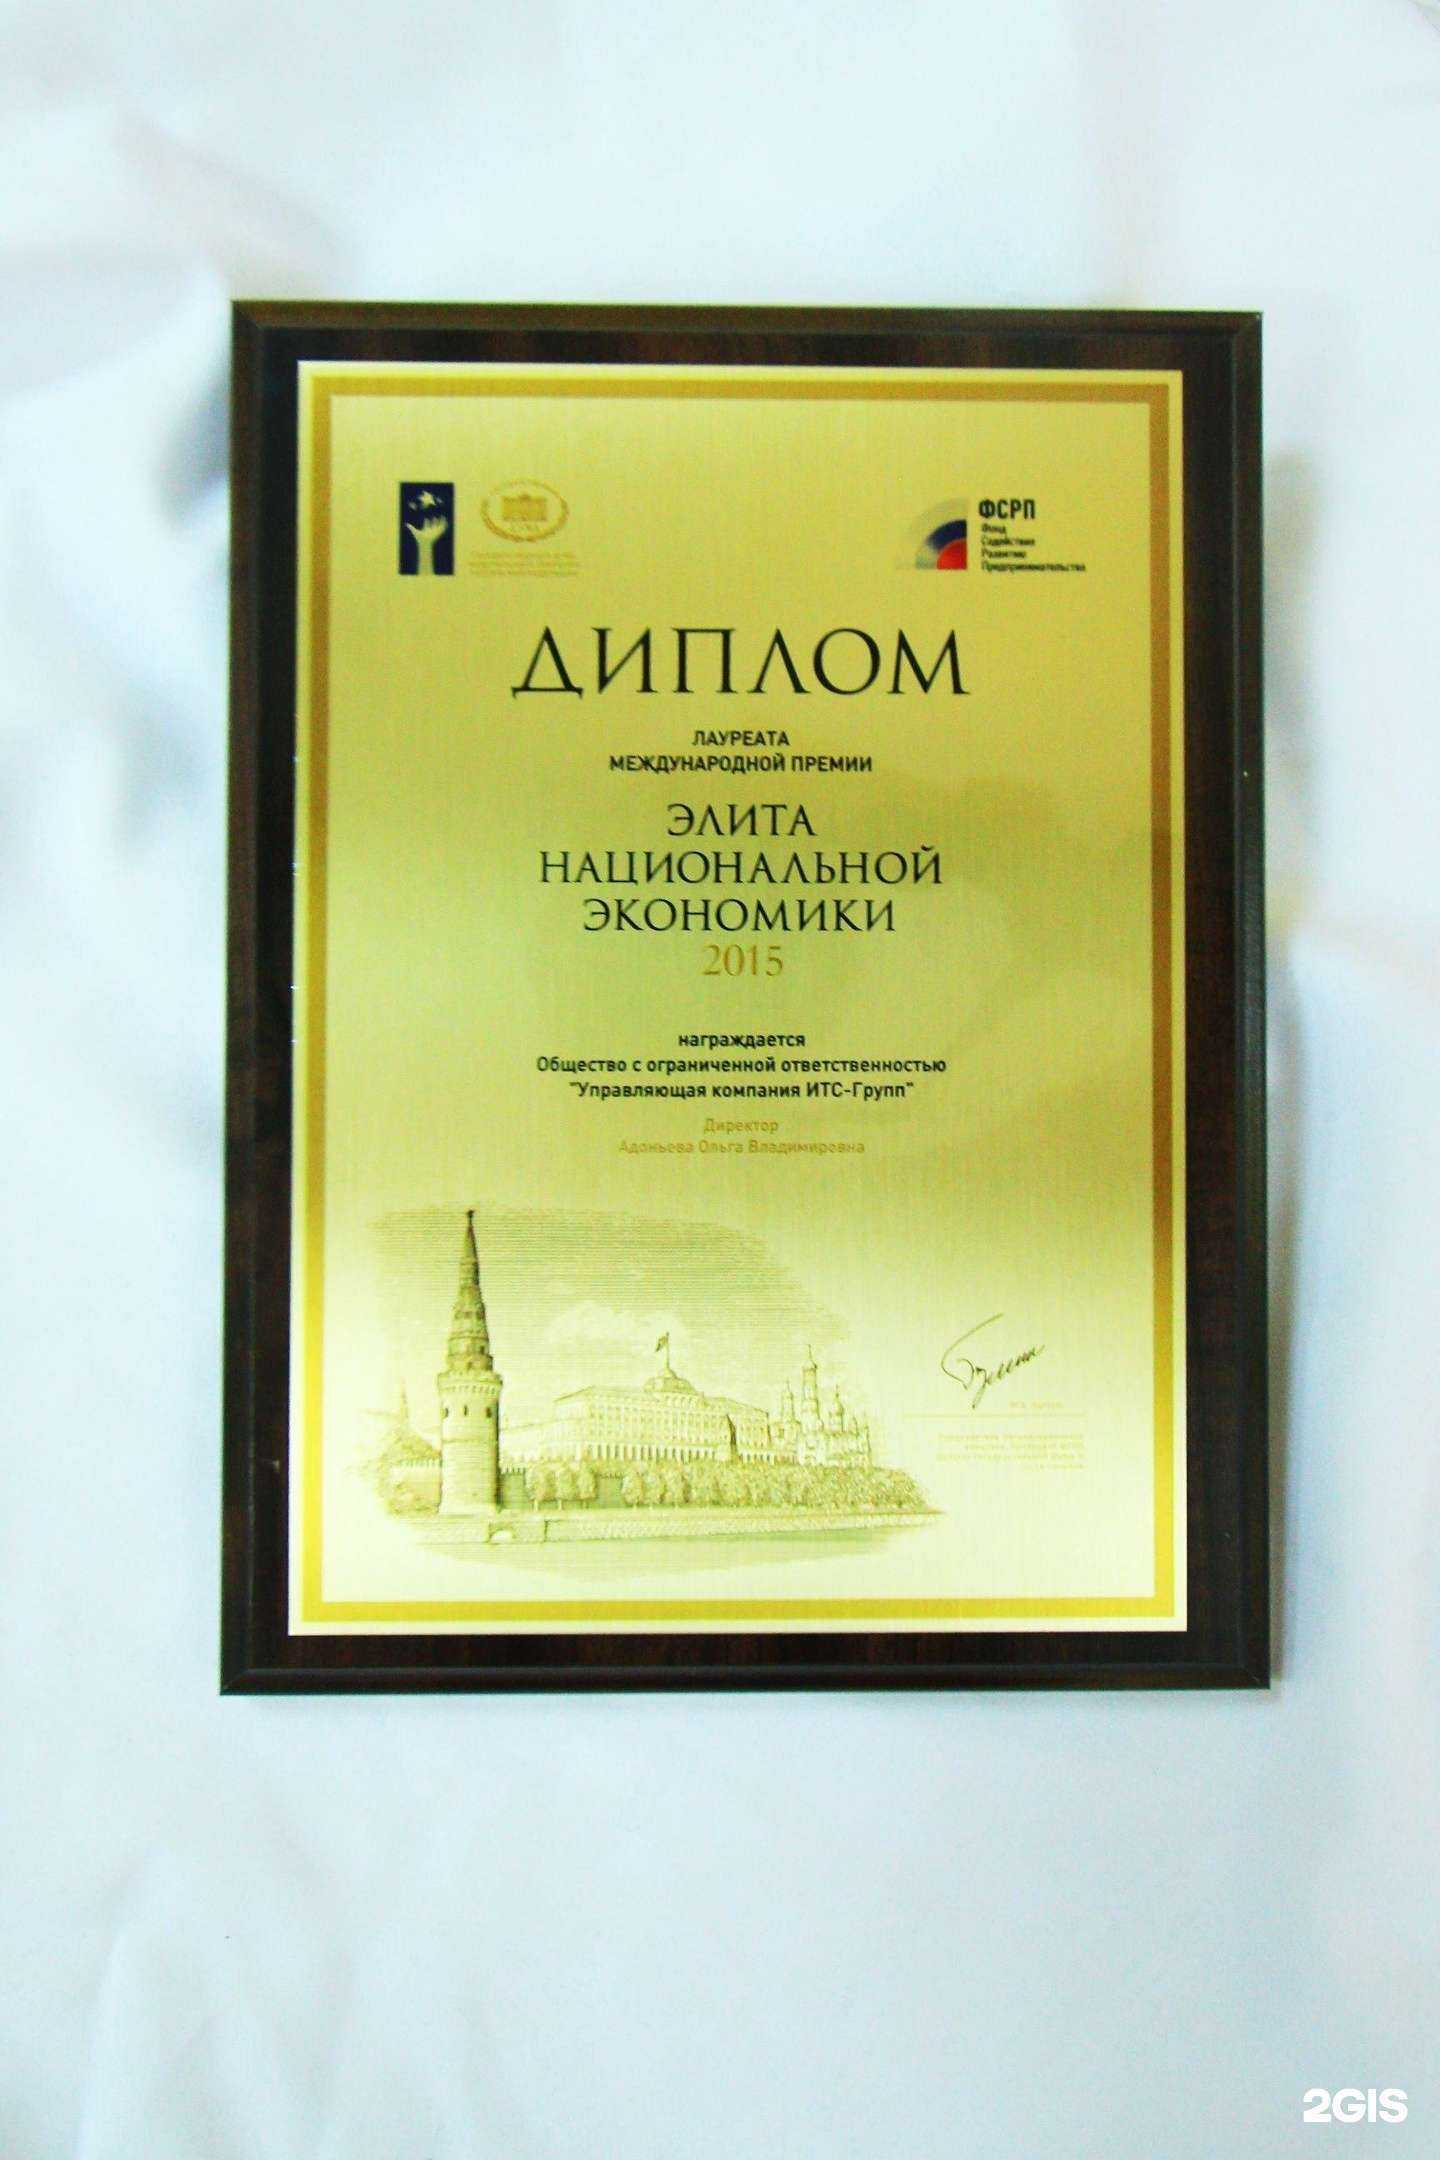 ФСРП
Фонд
Содействия
Развитию
Предпринимательства
ДИПЛОМ
ЛАУРЕАТА
МЕЖДУНАРОДНОЙ ПРЕМИИ
ЭЛИТА
НАЦИОНАЛЬНОЙ
ЭКОНОМИКИ
2015
награждается
Общество с ограниченной ответственностью
"Управляющая компания ИТС-Групп"
Директор
Адоньева Ольга Владимировна
2GIS